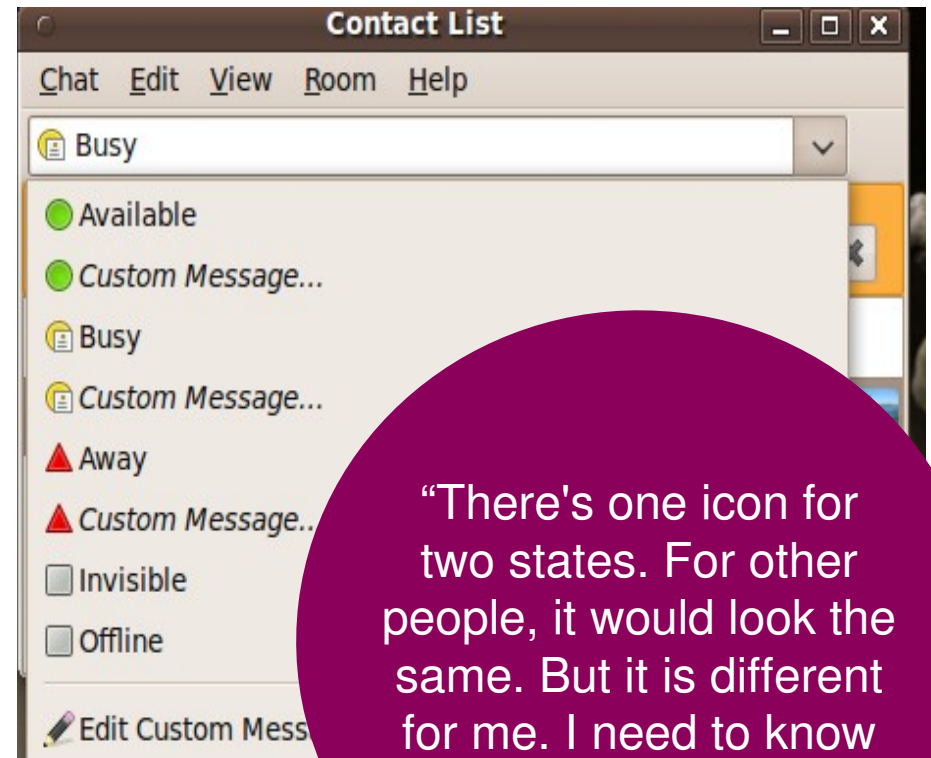 Contact List
Chat Edit View Room Help
Busy
Available
Custom Message...
Busy
Custom Message...
Away
Custom Message..
Invisible
Offline
Edit Custom
“There's one icon for
two states. For other
people, it would look the
same. But it is different
for me. I need to know